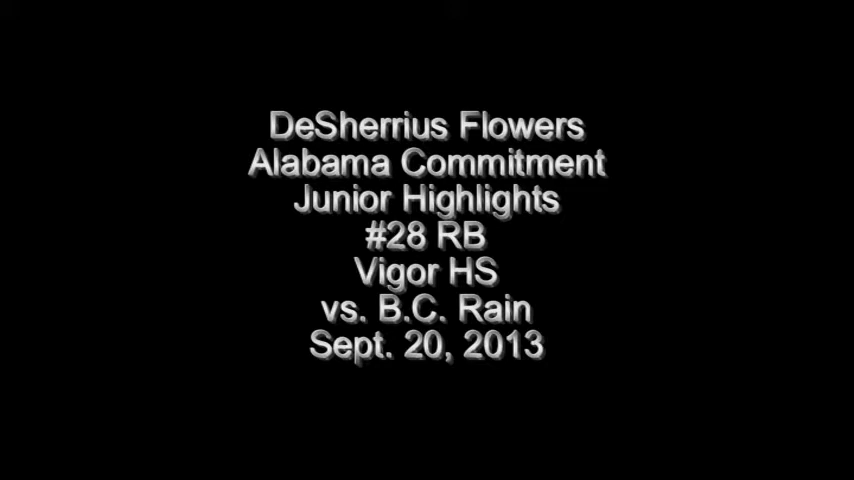 DeSherrius Flowers
Alabama Commitment
Junior Highlights
#28 RB
Vigor HS
vs. B.C. Rain
Sept. 20, 2013